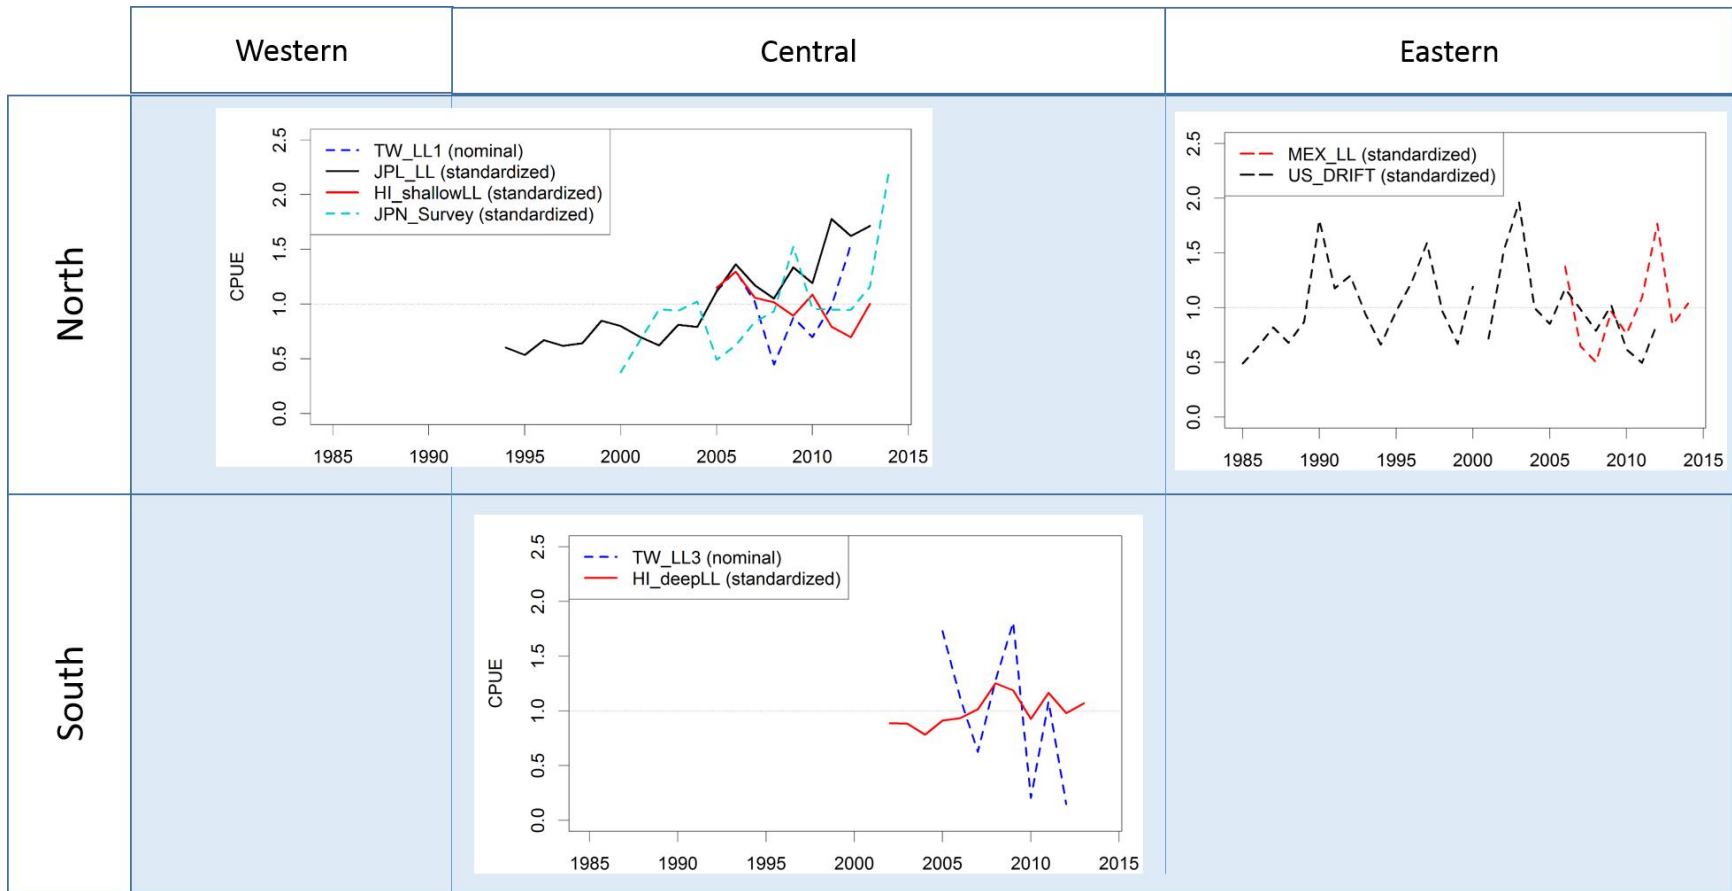 Western
Central
Eastern
North
CPUE
2.5
2.0
1.5
1.0
0.5
0.0
TW_LL1 (nominal)
JPL_LL (standardized)
HI_shallowLL (standardized)
JPN_Survey (standardized)
1985 1990 1995 2000 2005 2010 2015
2.5
2.0
1.5
1.0
0.5
0.0
MEX_LL (standardized)
US_DRIFT (standardized)
1985 1990 1995 2000 2005 2010 2015
South
CPUE
2.5
2.0
1.5
1.0
0.5
0.0
TW_LL3 (nominal)
HI_deepLL (standardized)
1985 1990 1995 2000 2005 2010 2015